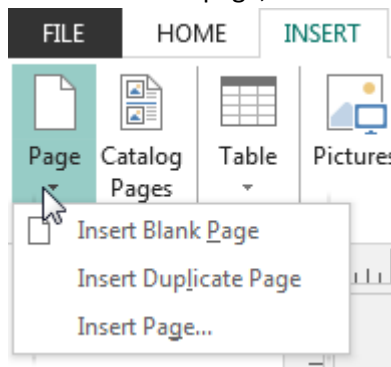 FILE HOME INSERT
Page Catalog Pages Table Pictures
Insert Blank Page
Insert Duplicate Page
Insert Page...